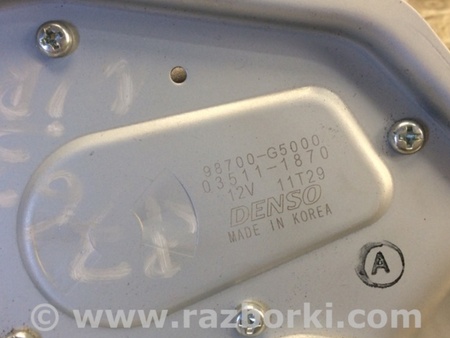 98700-G5000
03511-1870
12V 11T29
DENSO
MADE IN KOREA
A
© www.razborki.com